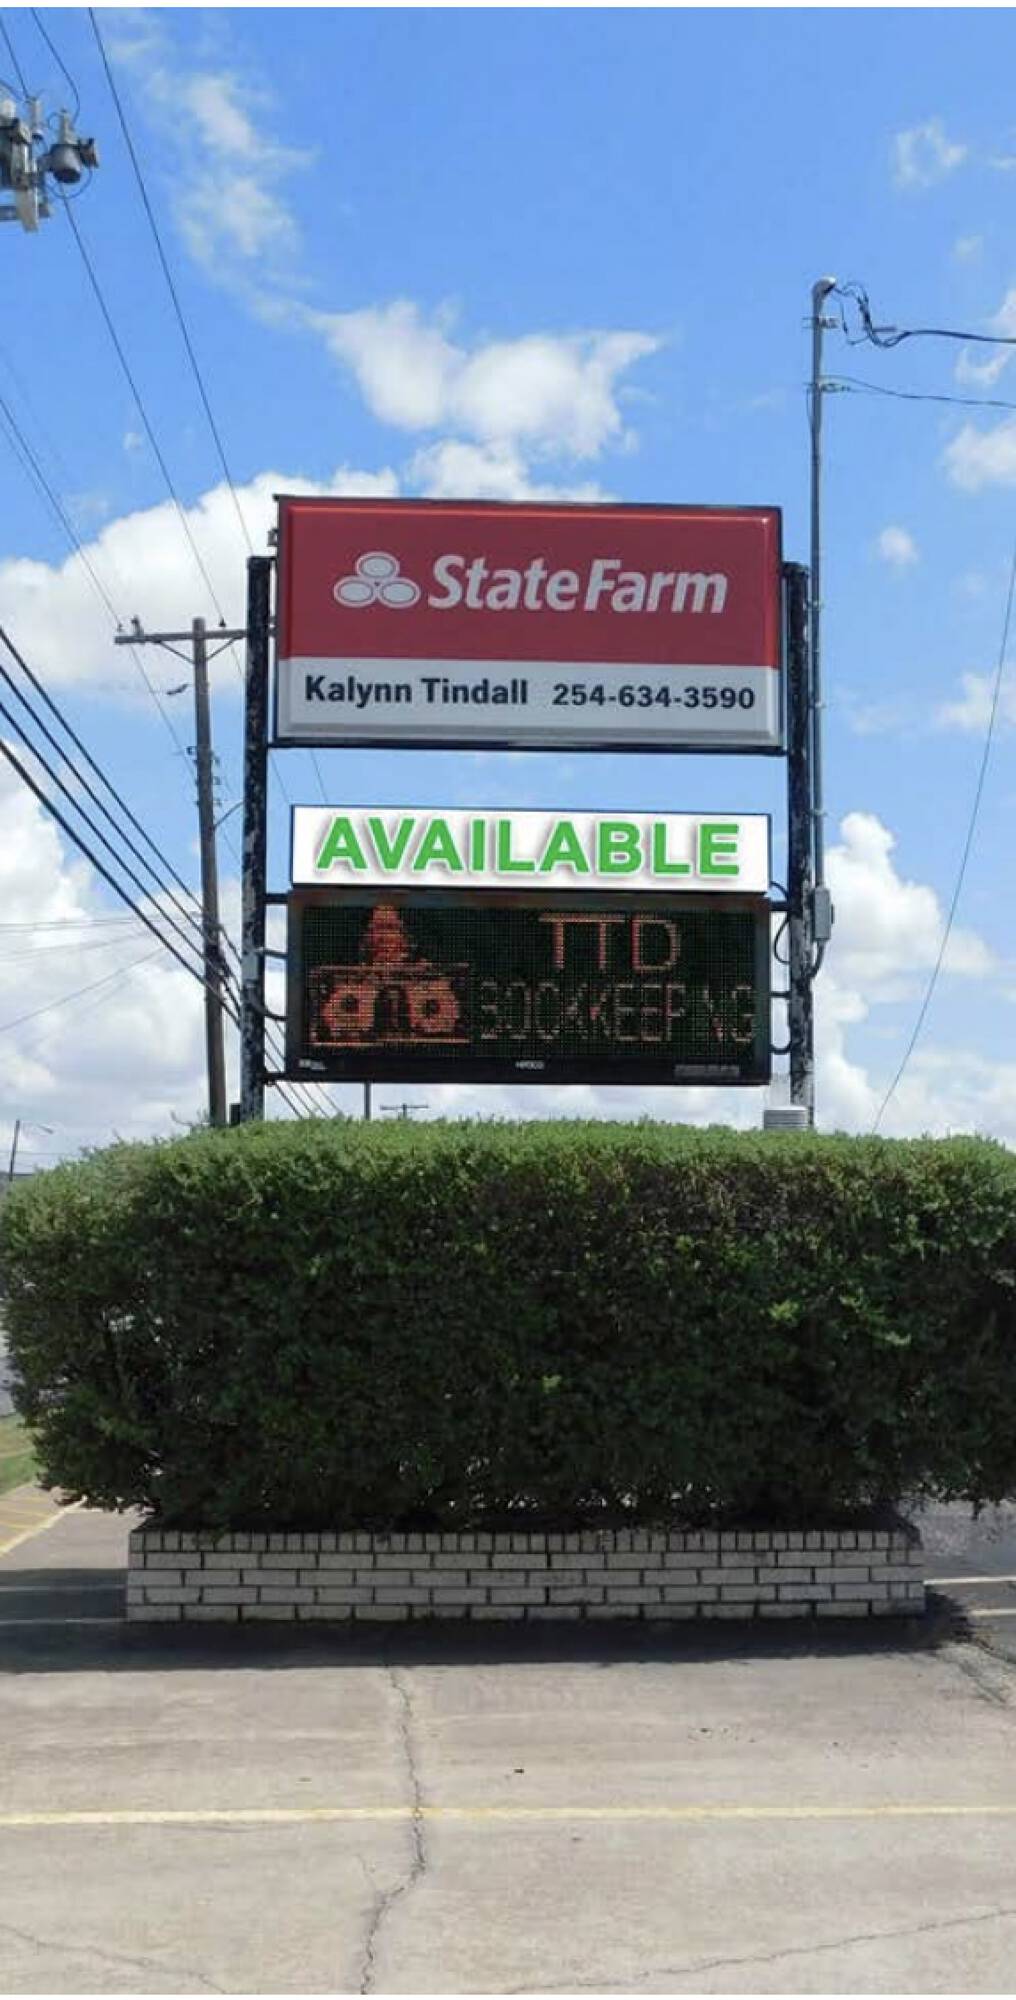 StateFarm
Kalynn Tindall 254-634-3590
AVAILABLE
TTD
BOOKKEEPING